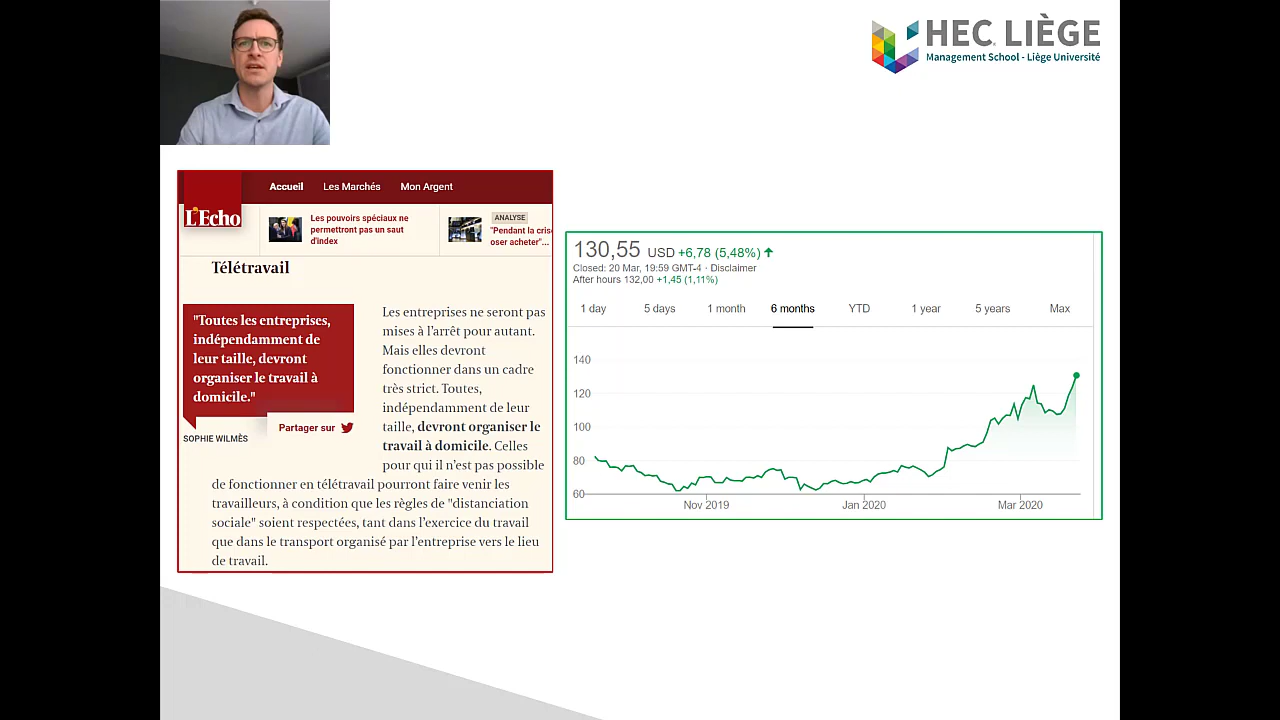 HEC LIÈGE
Management School - Liège Université
L'Echo
Accueil Les Marchés Mon Argent
Les pouvoirs spéciaux ne
permettront pas un saut
d'index
ANALYSE
"Pendant la cris
oser acheter"...
Télétravail
"Toutes les entreprises,
indépendamment de
leur taille, devront
organiser le travail à
domicile."
Partager sur
SOPHIE WILMÈS
Les entreprises ne seront pas
mises à l'arrêt pour autant.
Mais elles devront
fonctionner dans un cadre
très strict. Toutes,
indépendamment de leur
taille, devront organiser le
travail à domicile. Celles
pour qui il n'est pas possible
de fonctionner en télétravail pourront faire venir les
travailleurs, à condition que les règles de "distanciation
sociale" soient respectées, tant dans l'exercice du travail
que dans le transport organisé par l'entreprise vers le lieu
de travail.
130,55 USD +6,78 (5,48%)
Closed: 20 Mar, 19:59 GMT-4 · Disclaimer
After hours 132,00 +1,45 (1,11%)
1 day 5 days 1 month 6 months YTD 1 year 5 years Max
140
120
100
80
60
Nov 2019 Jan 2020 Mar 2020